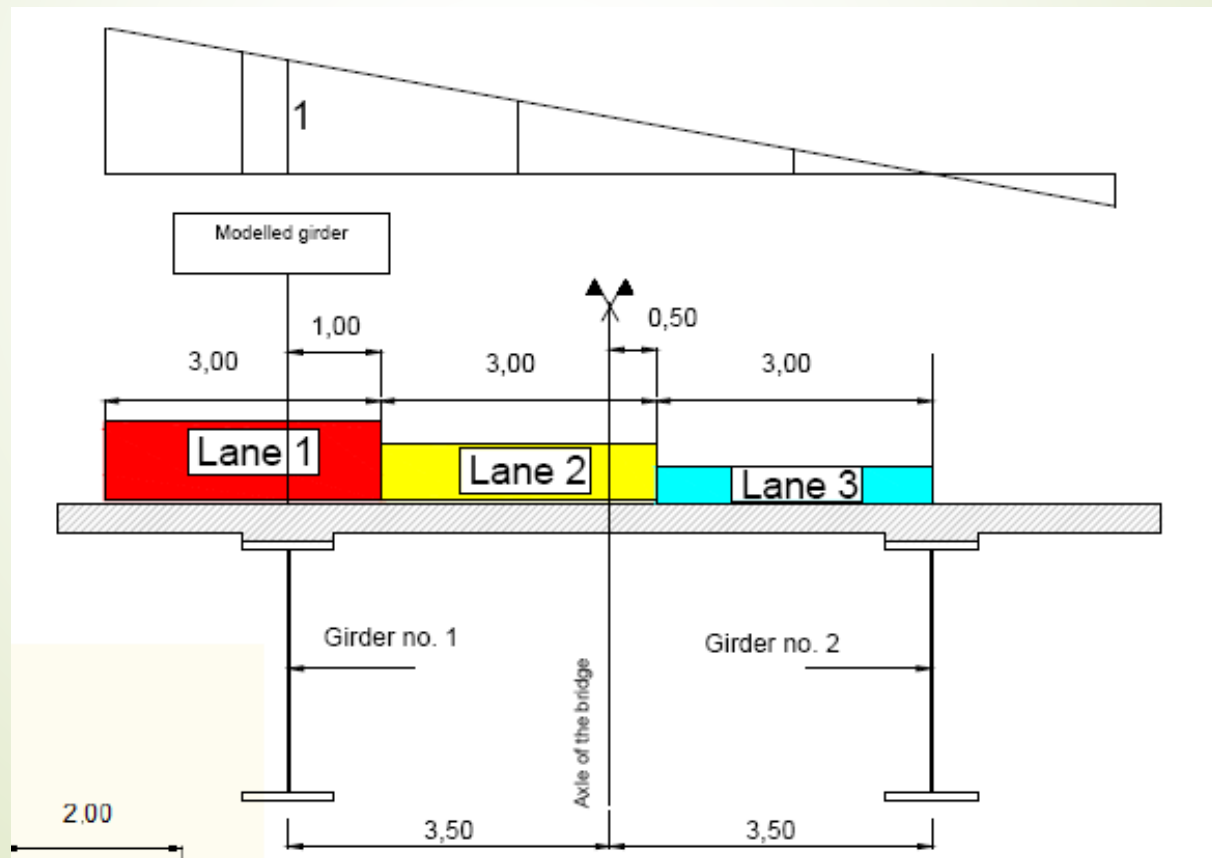 1
Modelled girder
1,00
0,50
3,00
3,00
3,00
Lane 1
Lane 2
Lane 3
Girder no. 1
Girder no. 2
Axle of the bridge
2,00
3,50
3,50